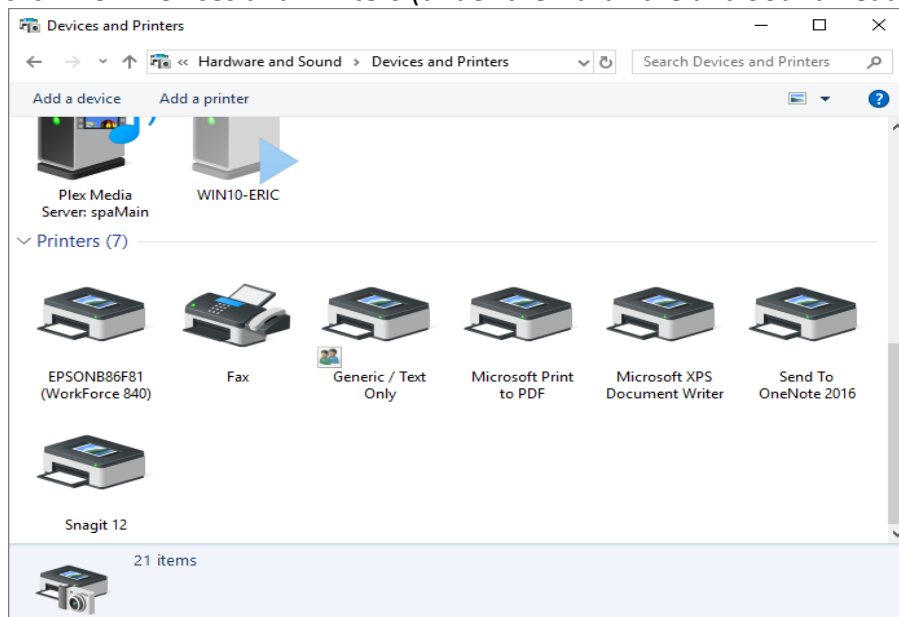 Devices and Printers
« Hardware and Sound > Devices and Printers
Search Devices and Printers
Add a device Add a printer
?
Plex Media
Server: spaMain
WIN10-ERIC
Printers (7)
EPSONB86F81
(WorkForce 840)
Fax
Generic / Text
Only
Microsoft Print
to PDF
Microsoft XPS
Document Writer
Send To
OneNote 2016
Snagit 12
21 items